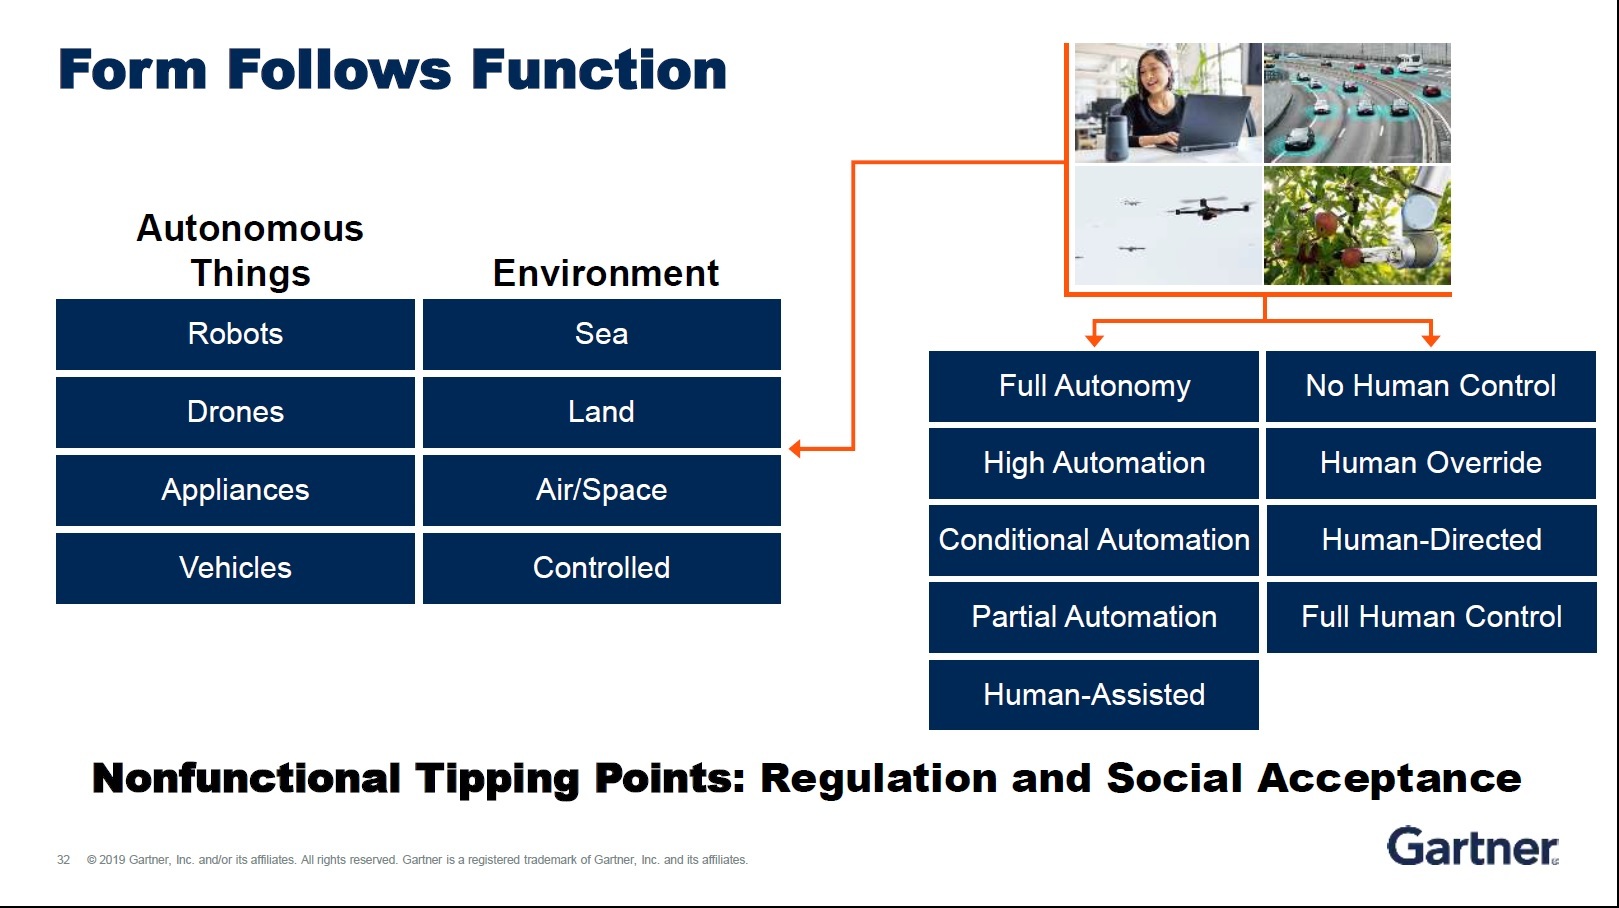 Form Follows Function
Autonomous
Things
Environment
Robots
Sea
Drones
Land
Appliances
Air/Space
Vehicles
Controlled
Full Autonomy
No Human Control
High Automation
Human Override
Conditional Automation
Human-Directed
Partial Automation
Full Human Control
Human-Assisted
Nonfunctional Tipping Points: Regulation and Social Acceptance
32 © 2019 Gartner, Inc. and/or its affiliates. All rights reserved. Gartner is a registered trademark of Gartner, Inc. and its affiliates.
Gartner